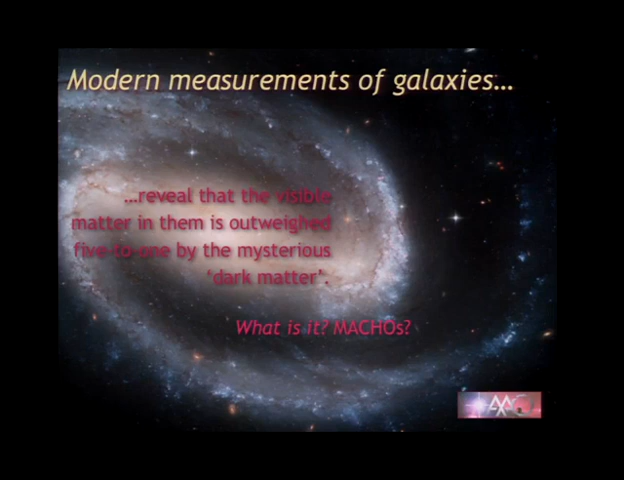 Modern measurements of galaxies…
…reveal that the visible
matter in them is outweighed
five-to-one by the mysterious
‘dark matter’.
What is it? MACHOs?